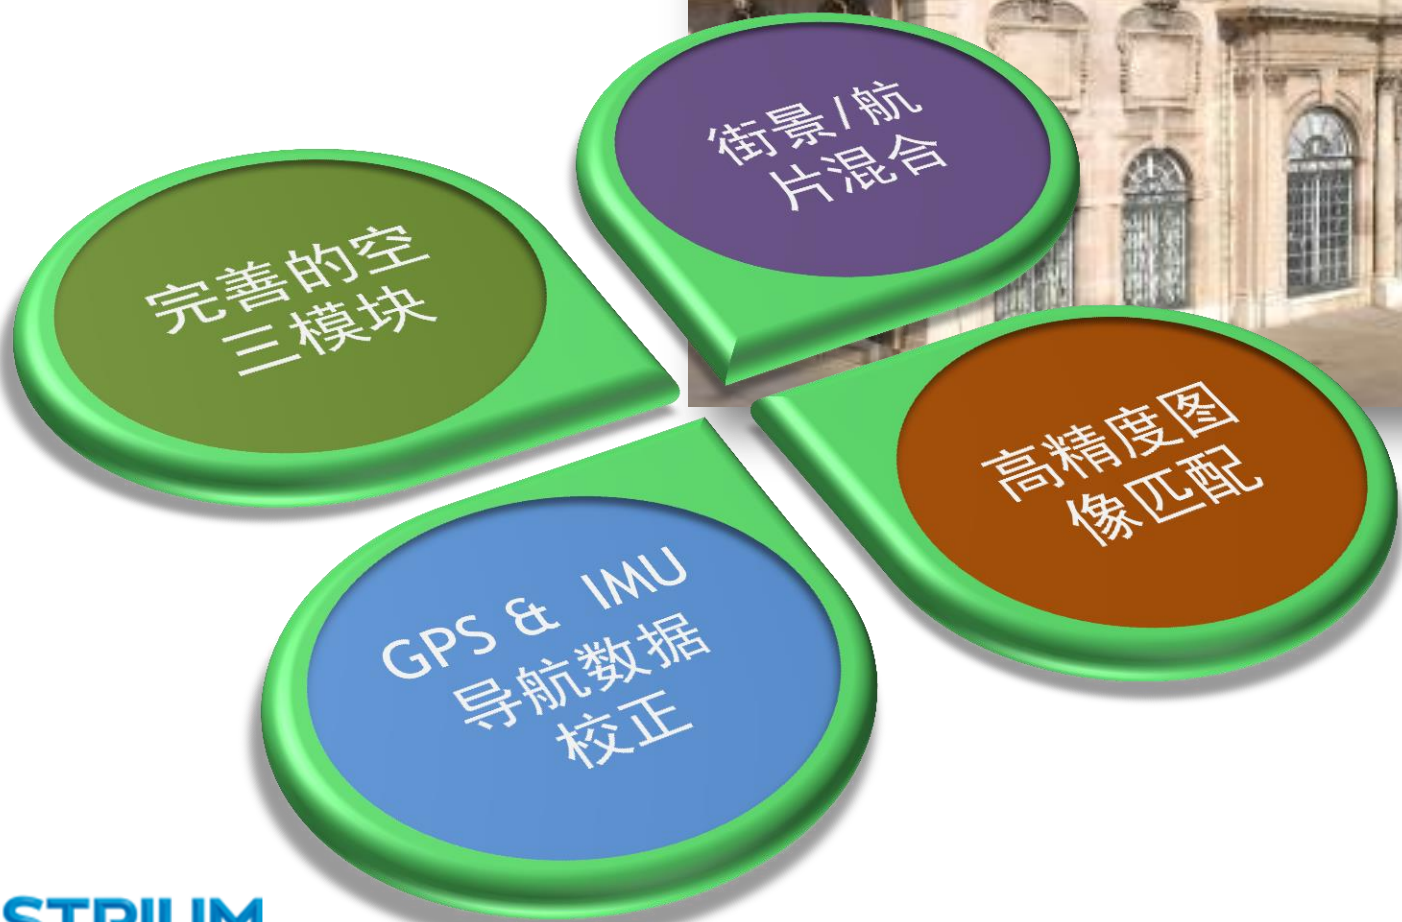 街景/航
片混合
完善的空
三模块
高精度图
像匹配
GPS & IMU
导航数据
校正
STRIUM